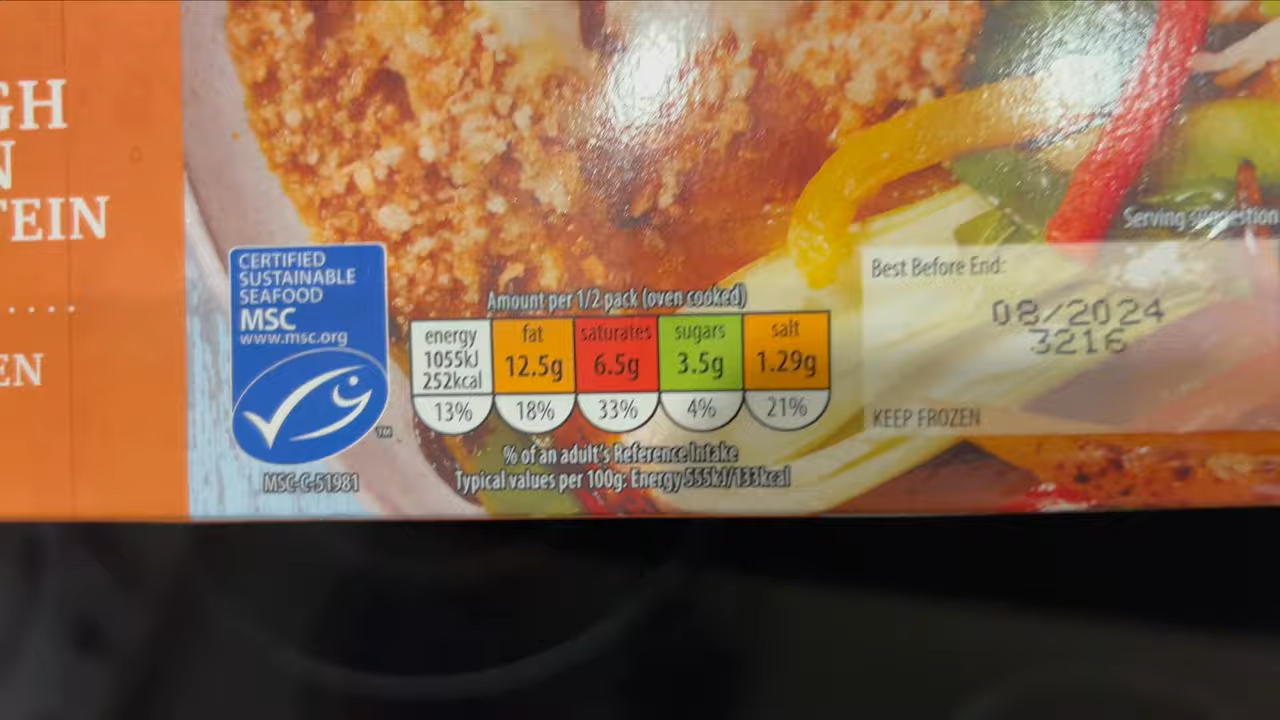 GH
N
TEIN
.....
EN
CERTIFIED
SUSTAINABLE
SEAFOOD
MSC
www.msc.org
TM
MSC-C-51981
Amount per 1/2 pack (oven cooked)
energy fat saturates sugars salt
1055kJ 12.5g 6.5g 3.5g 1.29g
252kcal
13% 18% 33% 4% 21%
% of an adult's Reference Intake
Typical values per 100g: Energy 555kJ/133kcal
Serving suggestion
Best Before End:
08/2024
3216
KEEP FROZEN